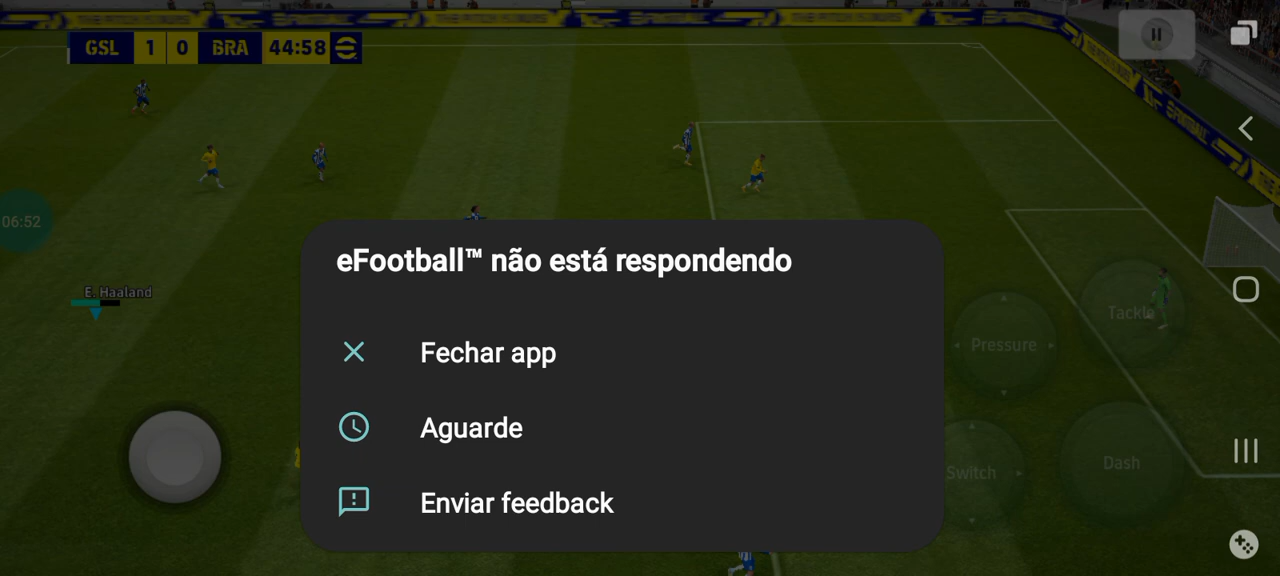 GSL 1 0 BRA 44:58
06:52
E. Haaland
eFootball™ não está respondendo
Fechar app
Aguarde
Enviar feedback
Tackle
Pressure
Switch
Dash